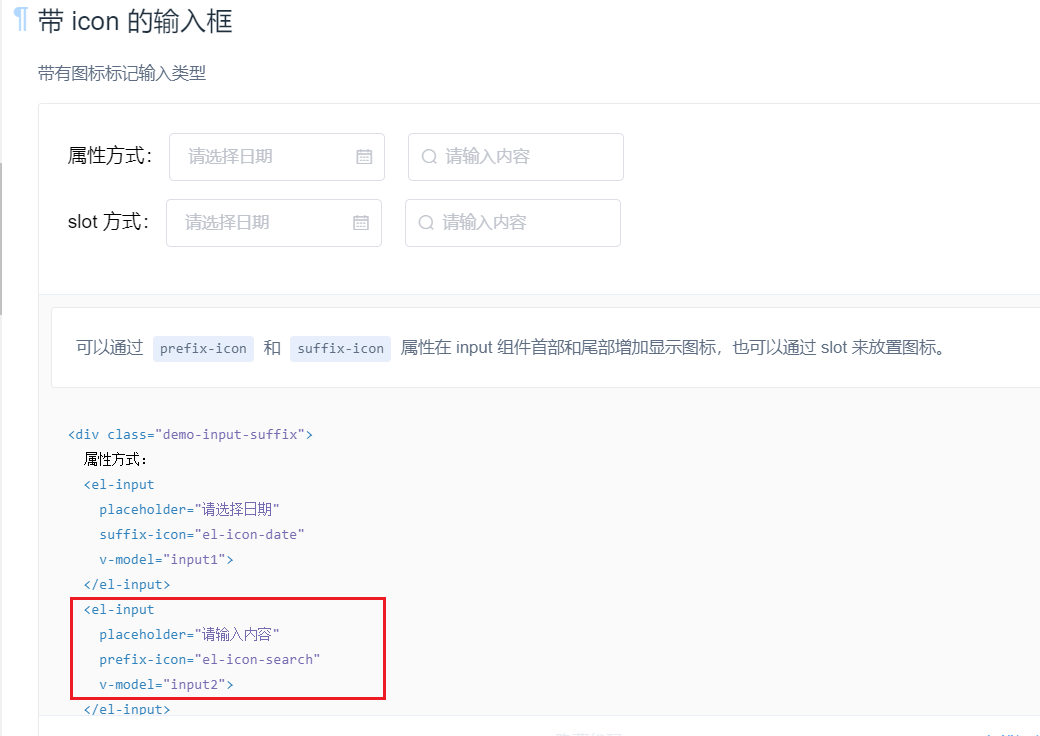 ¶ 带 icon 的输入框
带有图标标记输入类型
属性方式： 请选择日期 请输入内容
slot 方式： 请选择日期 请输入内容
可以通过 prefix-icon 和 suffix-icon 属性在 input 组件首部和尾部增加显示图标，也可以通过 slot 来放置图标。
<div class="demo-input-suffix">
属性方式：
<el-input
placeholder="请选择日期"
suffix-icon="el-icon-date"
v-model="input1">
</el-input>
<el-input
placeholder="请输入内容"
prefix-icon="el-icon-search"
v-model="input2">
</el-input>